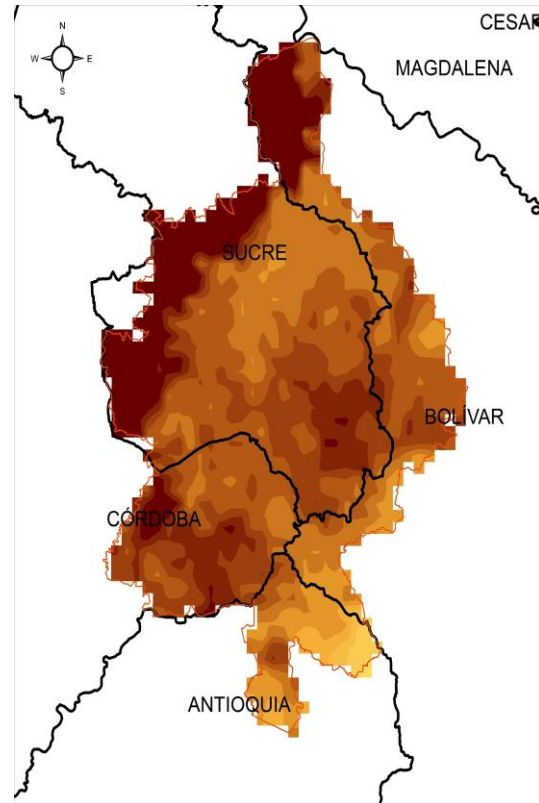 CESAR
N
W E
S
MAGDALENA
SUCRE
BOLÍVAR
CÓRDOBA
ANTIOQUIA